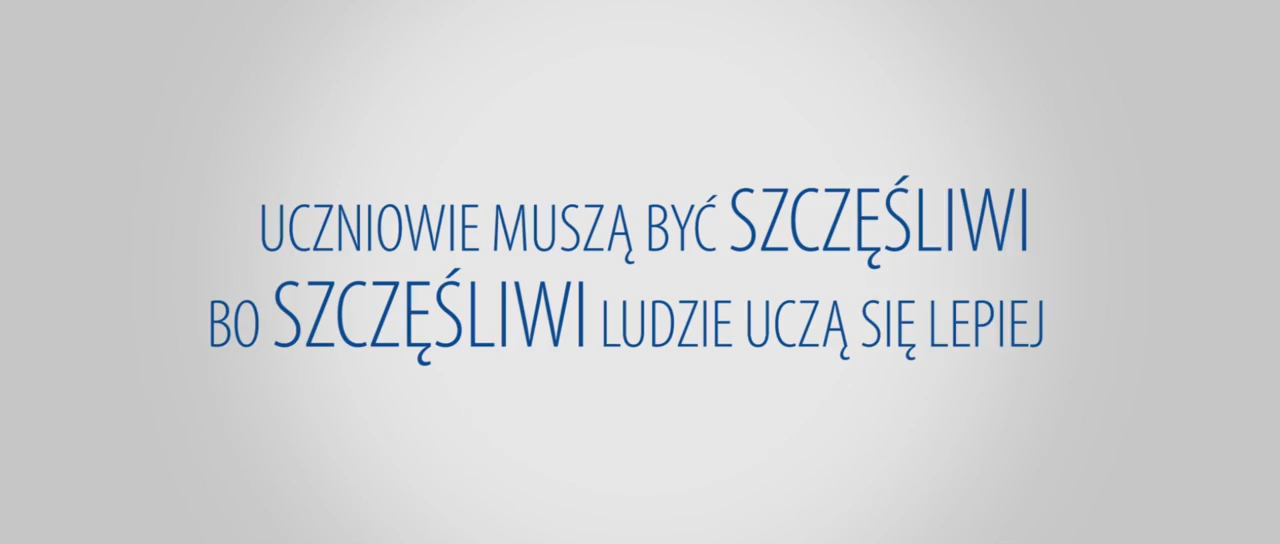 UCZNIOWIE MUSZĄ BYĆ SZCZĘŚLIWI
BO SZCZĘŚLIWI LUDZIE UCZĄ SIĘ LEPIEJ